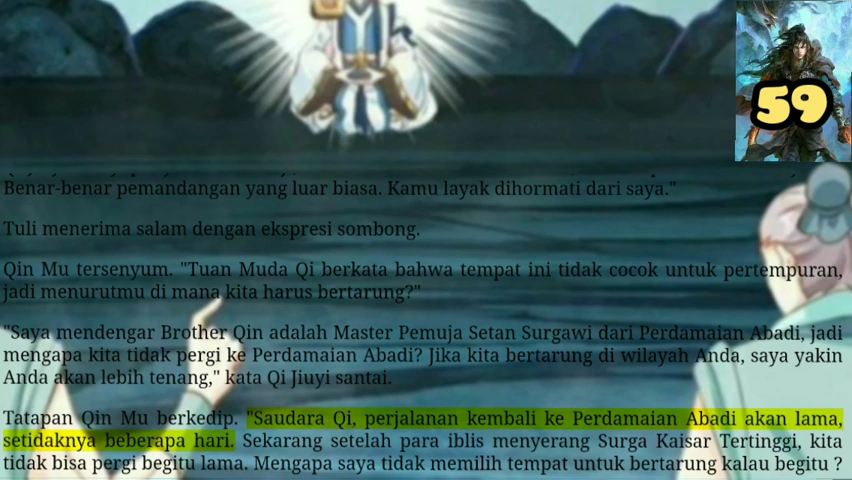 59
Benar-benar pemandangan yang luar biasa. Kamu layak dihormati dari saya."
Tuli menerima salam dengan ekspresi sombong.
Qin Mu tersenyum. "Tuan Muda Qi berkata bahwa tempat ini tidak cocok untuk pertempuran,
jadi menurutmu di mana kita harus bertarung?"
"Saya mendengar Brother Qin adalah Master Pemuja Setan Surgawi dari Perdamaian Abadi, jadi
mengapa kita tidak pergi ke Perdamaian Abadi? Jika kita bertarung di wilayah Anda, saya yakin
Anda akan lebih tenang," kata Qi Jiuyi santai.
Tatapan Qin Mu berkedip. "Saudara Qi, perjalanan kembali ke Perdamaian Abadi akan lama,
setidaknya beberapa hari. Sekarang setelah para iblis menyerang Surga Kaisar Tertinggi, kita
tidak bisa pergi begitu lama. Mengapa saya tidak memilih tempat untuk bertarung kalau begitu ?